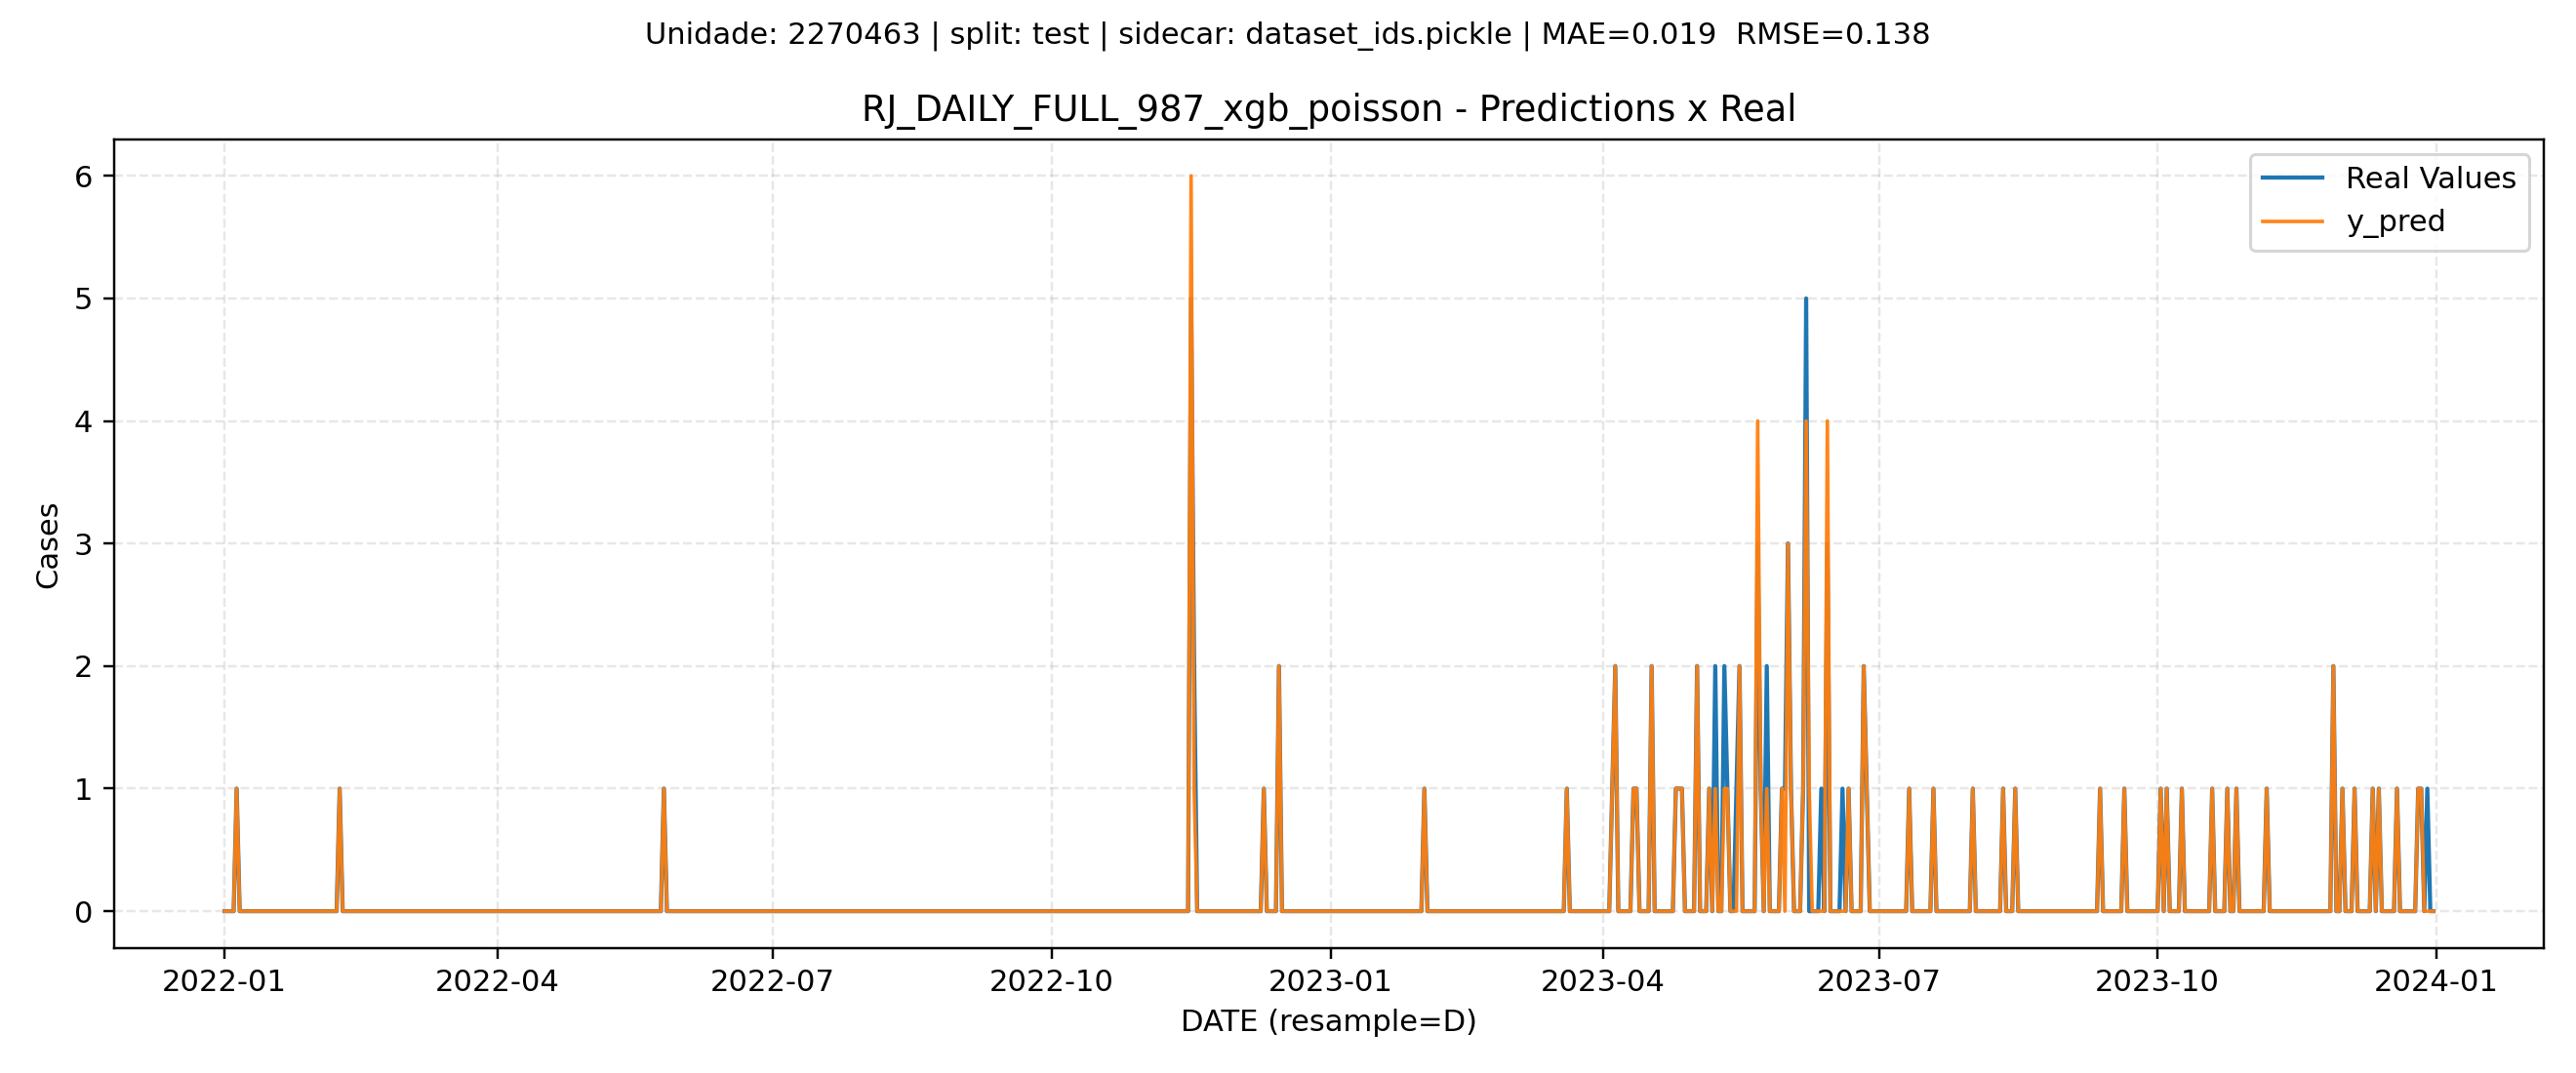 Unidade: 2270463 | split: test | sidecar: dataset_ids.pickle | MAE=0.019  RMSE=0.138
RJ_DAILY_FULL_987_xgb_poisson - Predictions x Real
Real Values
y_pred
Cases
6
5
4
3
2
1
0
2022-01
2022-04
2022-07
2022-10
2023-01
2023-04
2023-07
2023-10
2024-01
DATE (resample=D)